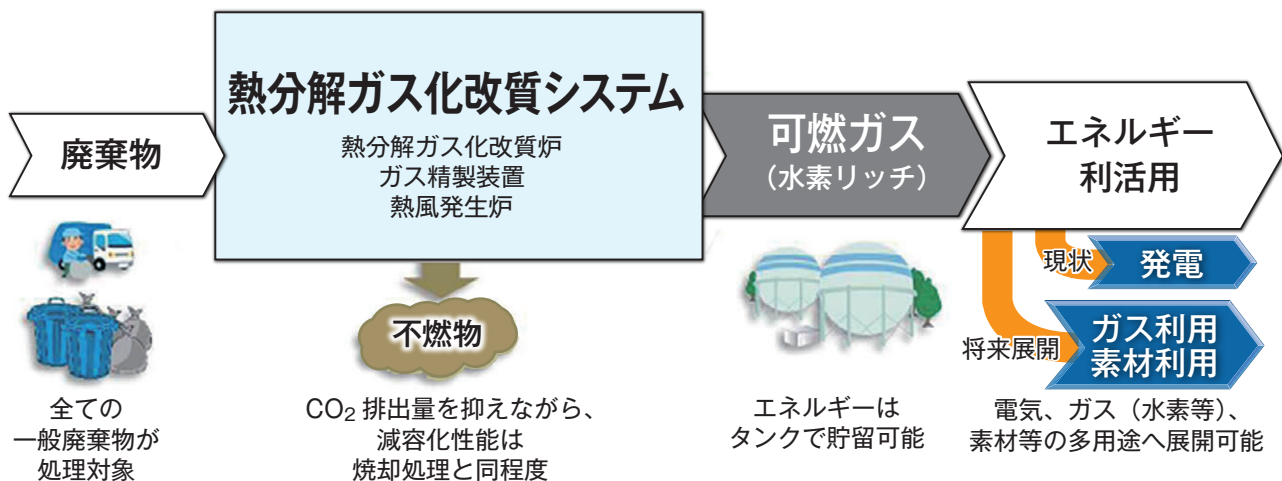 廃棄物
全ての
一般廃棄物が
処理対象
熱分解ガス化改質システム
熱分解ガス化改質炉
ガス精製装置
熱風発生炉
不燃物
CO₂排出量を抑えながら、
減容化性能は
焼却処理と同程度
可燃ガス
（水素リッチ）
エネルギーは
タンクで貯留可能
エネルギー
利活用
現状
発電
将来展開
ガス利用
素材利用
電気、ガス（水素等）、
素材等の多用途へ展開可能